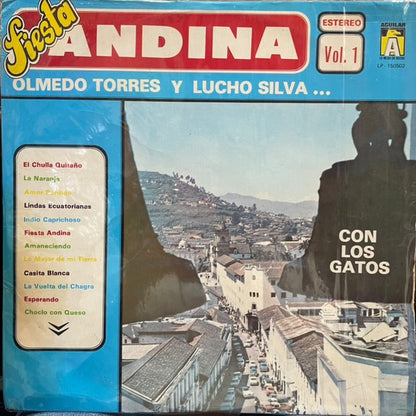 fiesta
ANDINA
ESTEREO
Vol. 1
AGUILAR
LP - 150502
OLMEDO TORRES Y LUCHO SILVA ...
El Chulla Quitaño
La Naranja
Amor Perdido
Lindas Ecuatorianas
Indio Caprichoso
Fiesta Andina
Amaneciendo
Lo Mejor de mi Tierra
Casita Blanca
La Vuelta del Chagra
Esperando
Choclo con Queso
CON
LOS
GATOS